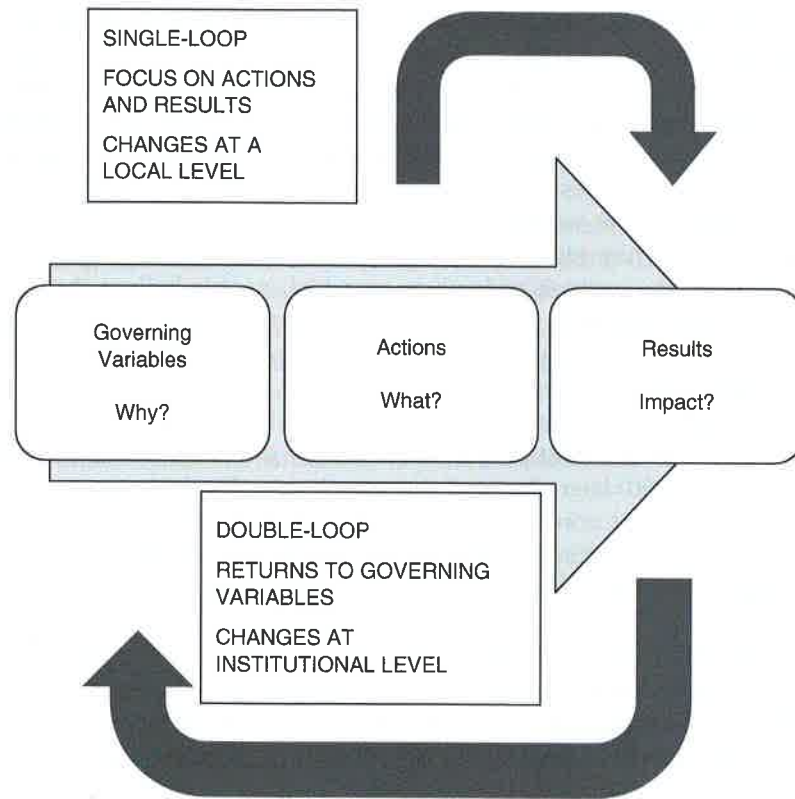 SINGLE-LOOP
FOCUS ON ACTIONS
AND RESULTS
CHANGES AT A
LOCAL LEVEL
Governing
Variables
Why?
Actions
What?
Results
Impact?
DOUBLE-LOOP
RETURNS TO GOVERNING
VARIABLES
CHANGES AT
INSTITUTIONAL LEVEL